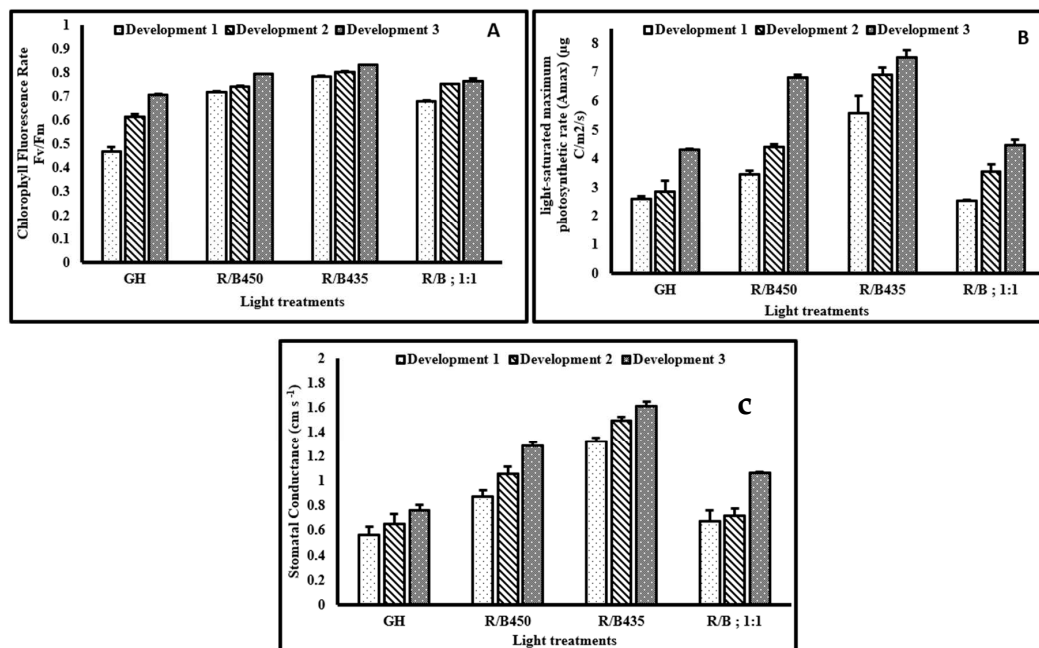 Development 1 Development 2 Development 3
A
Chlorophyll Fluorescence Rate
Fv/Fm
1
0.9
0.8
0.7
0.6
0.5
0.4
0.3
0.2
0.1
0
GH R/B450 R/B435 R/B ; 1:1
Light treatments
Development 1 Development 2 Development 3
B
light-saturated maximum
photosynthetic rate (Amax) (µg
C/m2/s)
8
7
6
5
4
3
2
1
0
GH R/B450 R/B435 R/B ; 1:1
Light treatments
Development 1 Development 2 Development 3
C
Stomatal Conductance (cm s -1)
2
1.8
1.6
1.4
1.2
1
0.8
0.6
0.4
0.2
0
GH R/B450 R/B435 R/B ; 1:1
Light treatments